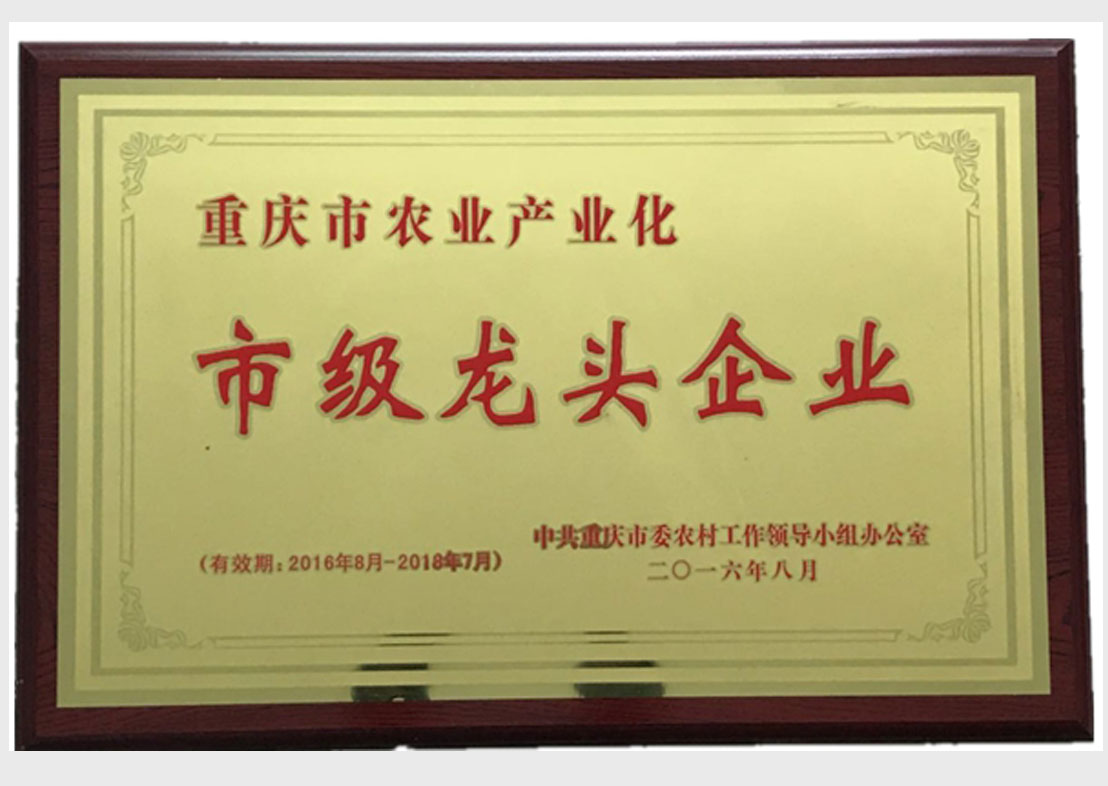 重庆市农业产业化
市级龙头企业
中共重庆市委农村工作领导小组办公室
(有效期:2016年8月-2018年7月)
二〇一六年八月